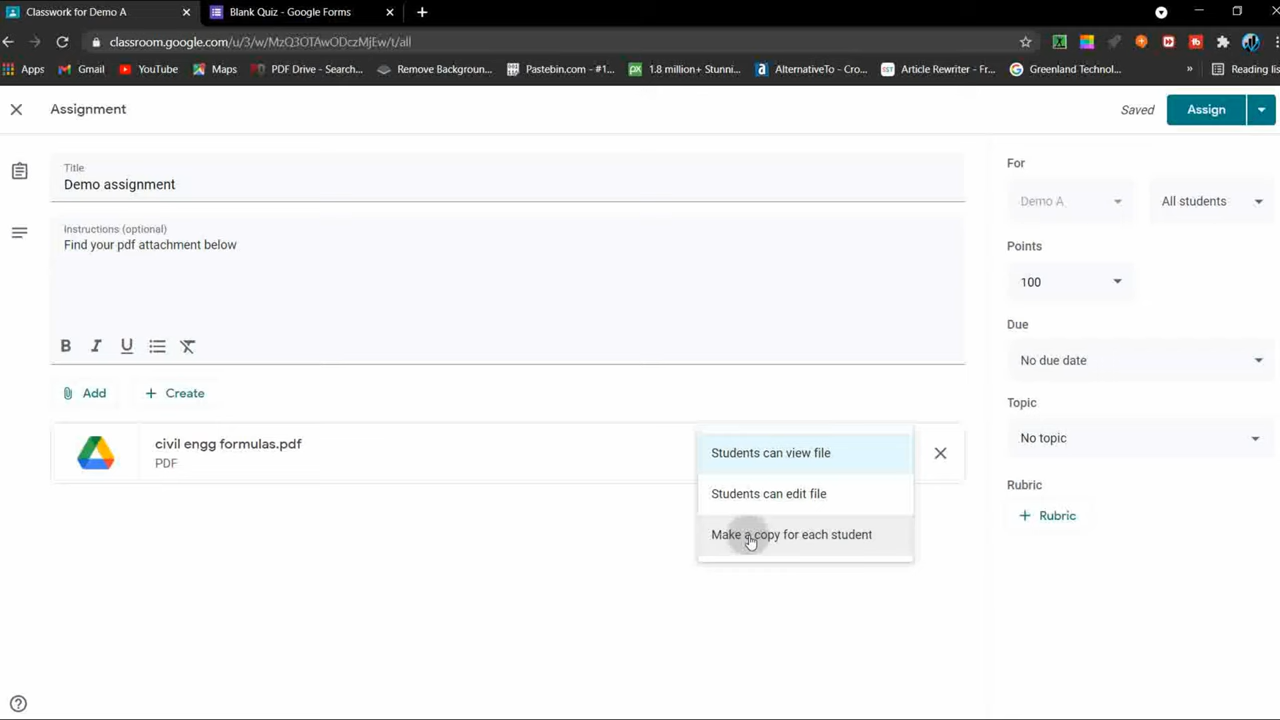 Classwork for Demo A
Blank Quiz - Google Forms
classroom.google.com/u/3/w/MzQ3OTAwODczMjEw/t/all
Apps
Gmail
YouTube
Maps
PDF Drive - Search...
Remove Backgroun...
Pastebin.com - #1...
1.8 million+ Stunni...
AlternativeTo - Cro...
Article Rewriter - Fr...
Greenland Technol...
»
Reading list
Assignment
Saved
Assign
Title
Demo assignment
Instructions (optional)
Find your pdf attachment below
B I U
Add
Create
civil engg formulas.pdf
PDF
Students can view file
Students can edit file
Make a copy for each student
For
Demo A
All students
Points
100
Due
No due date
Topic
No topic
Rubric
+ Rubric